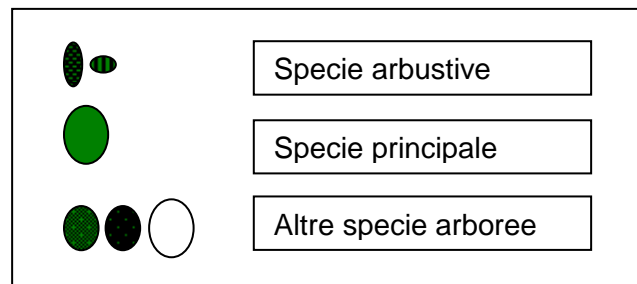 Specie arbustive
Specie principale
Altre specie arboree